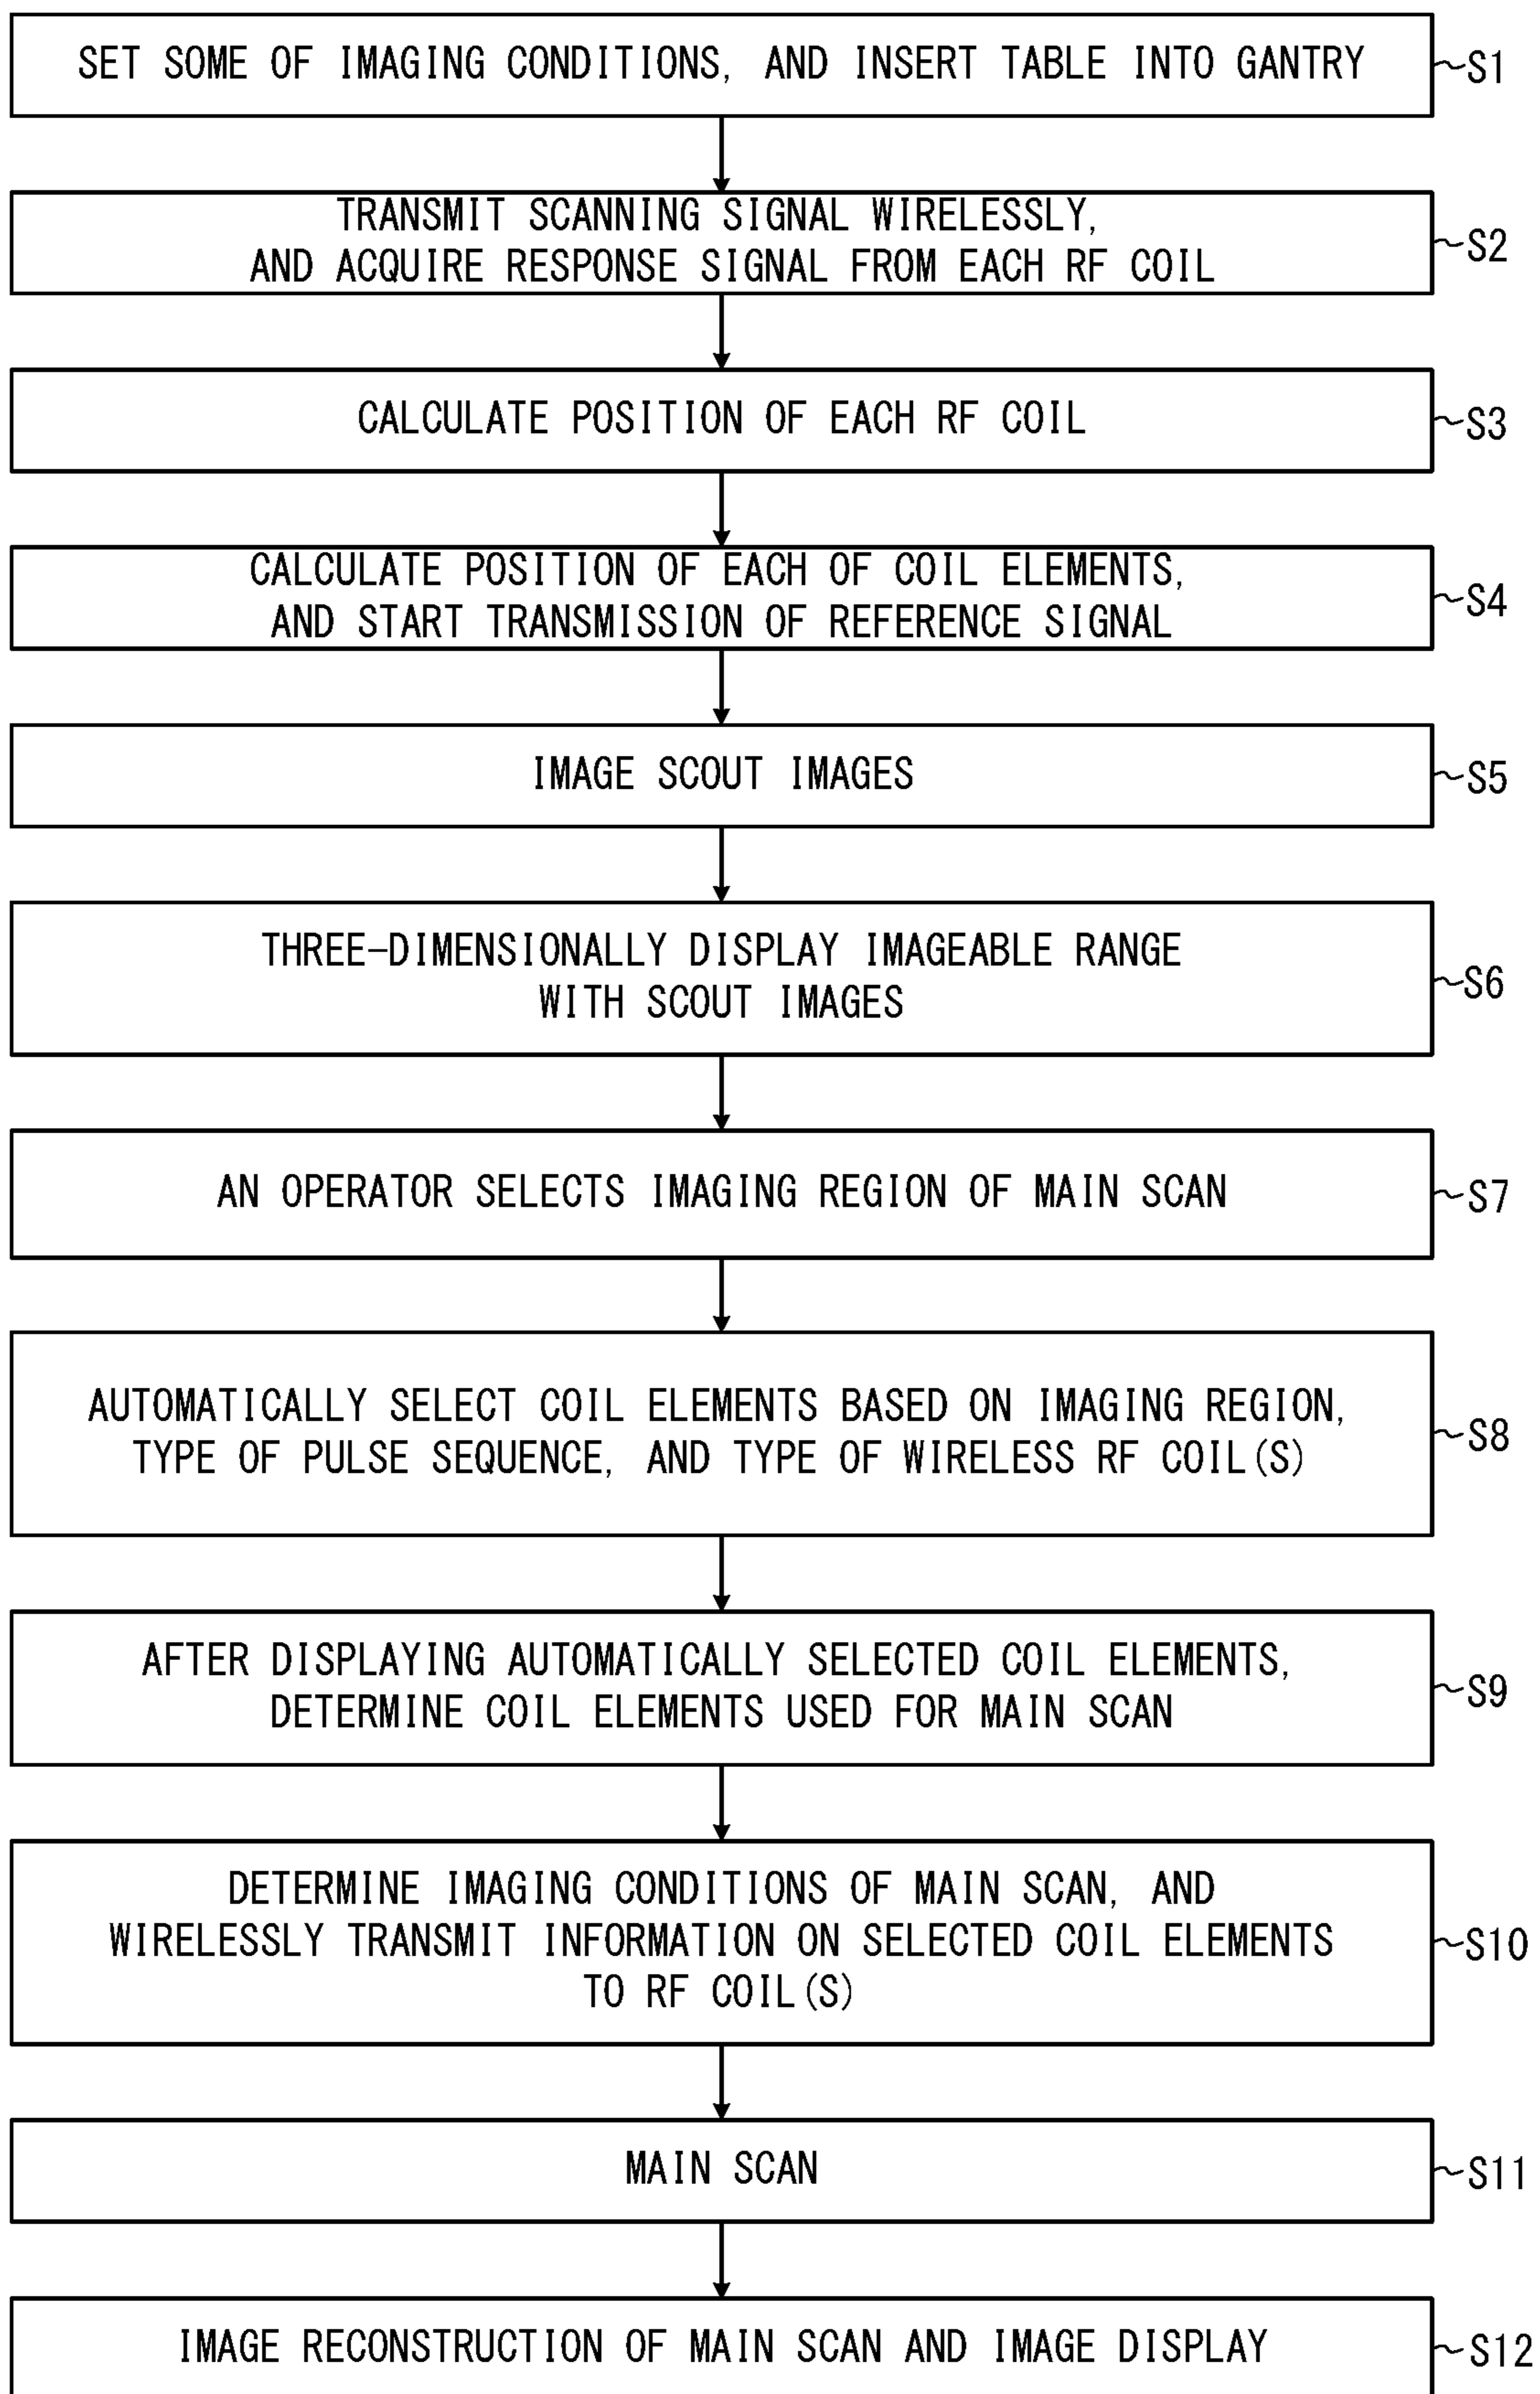 SET SOME OF IMAGING CONDITIONS, AND INSERT TABLE INTO GANTRY
S1
TRANSMIT SCANNING SIGNAL WIRELESSLY,
AND ACQUIRE RESPONSE SIGNAL FROM EACH RF COIL
S2
CALCULATE POSITION OF EACH RF COIL
S3
CALCULATE POSITION OF EACH OF COIL ELEMENTS,
AND START TRANSMISSION OF REFERENCE SIGNAL
S4
IMAGE SCOUT IMAGES
S5
THREE-DIMENSIONALLY DISPLAY IMAGEABLE RANGE
WITH SCOUT IMAGES
S6
AN OPERATOR SELECTS IMAGING REGION OF MAIN SCAN
S7
AUTOMATICALLY SELECT COIL ELEMENTS BASED ON IMAGING REGION,
TYPE OF PULSE SEQUENCE, AND TYPE OF WIRELESS RF COIL(S)
S8
AFTER DISPLAYING AUTOMATICALLY SELECTED COIL ELEMENTS,
DETERMINE COIL ELEMENTS USED FOR MAIN SCAN
S9
DETERMINE IMAGING CONDITIONS OF MAIN SCAN, AND
WIRELESSLY TRANSMIT INFORMATION ON SELECTED COIL ELEMENTS
TO RF COIL(S)
S10
MAIN SCAN
S11
IMAGE RECONSTRUCTION OF MAIN SCAN AND IMAGE DISPLAY
S12